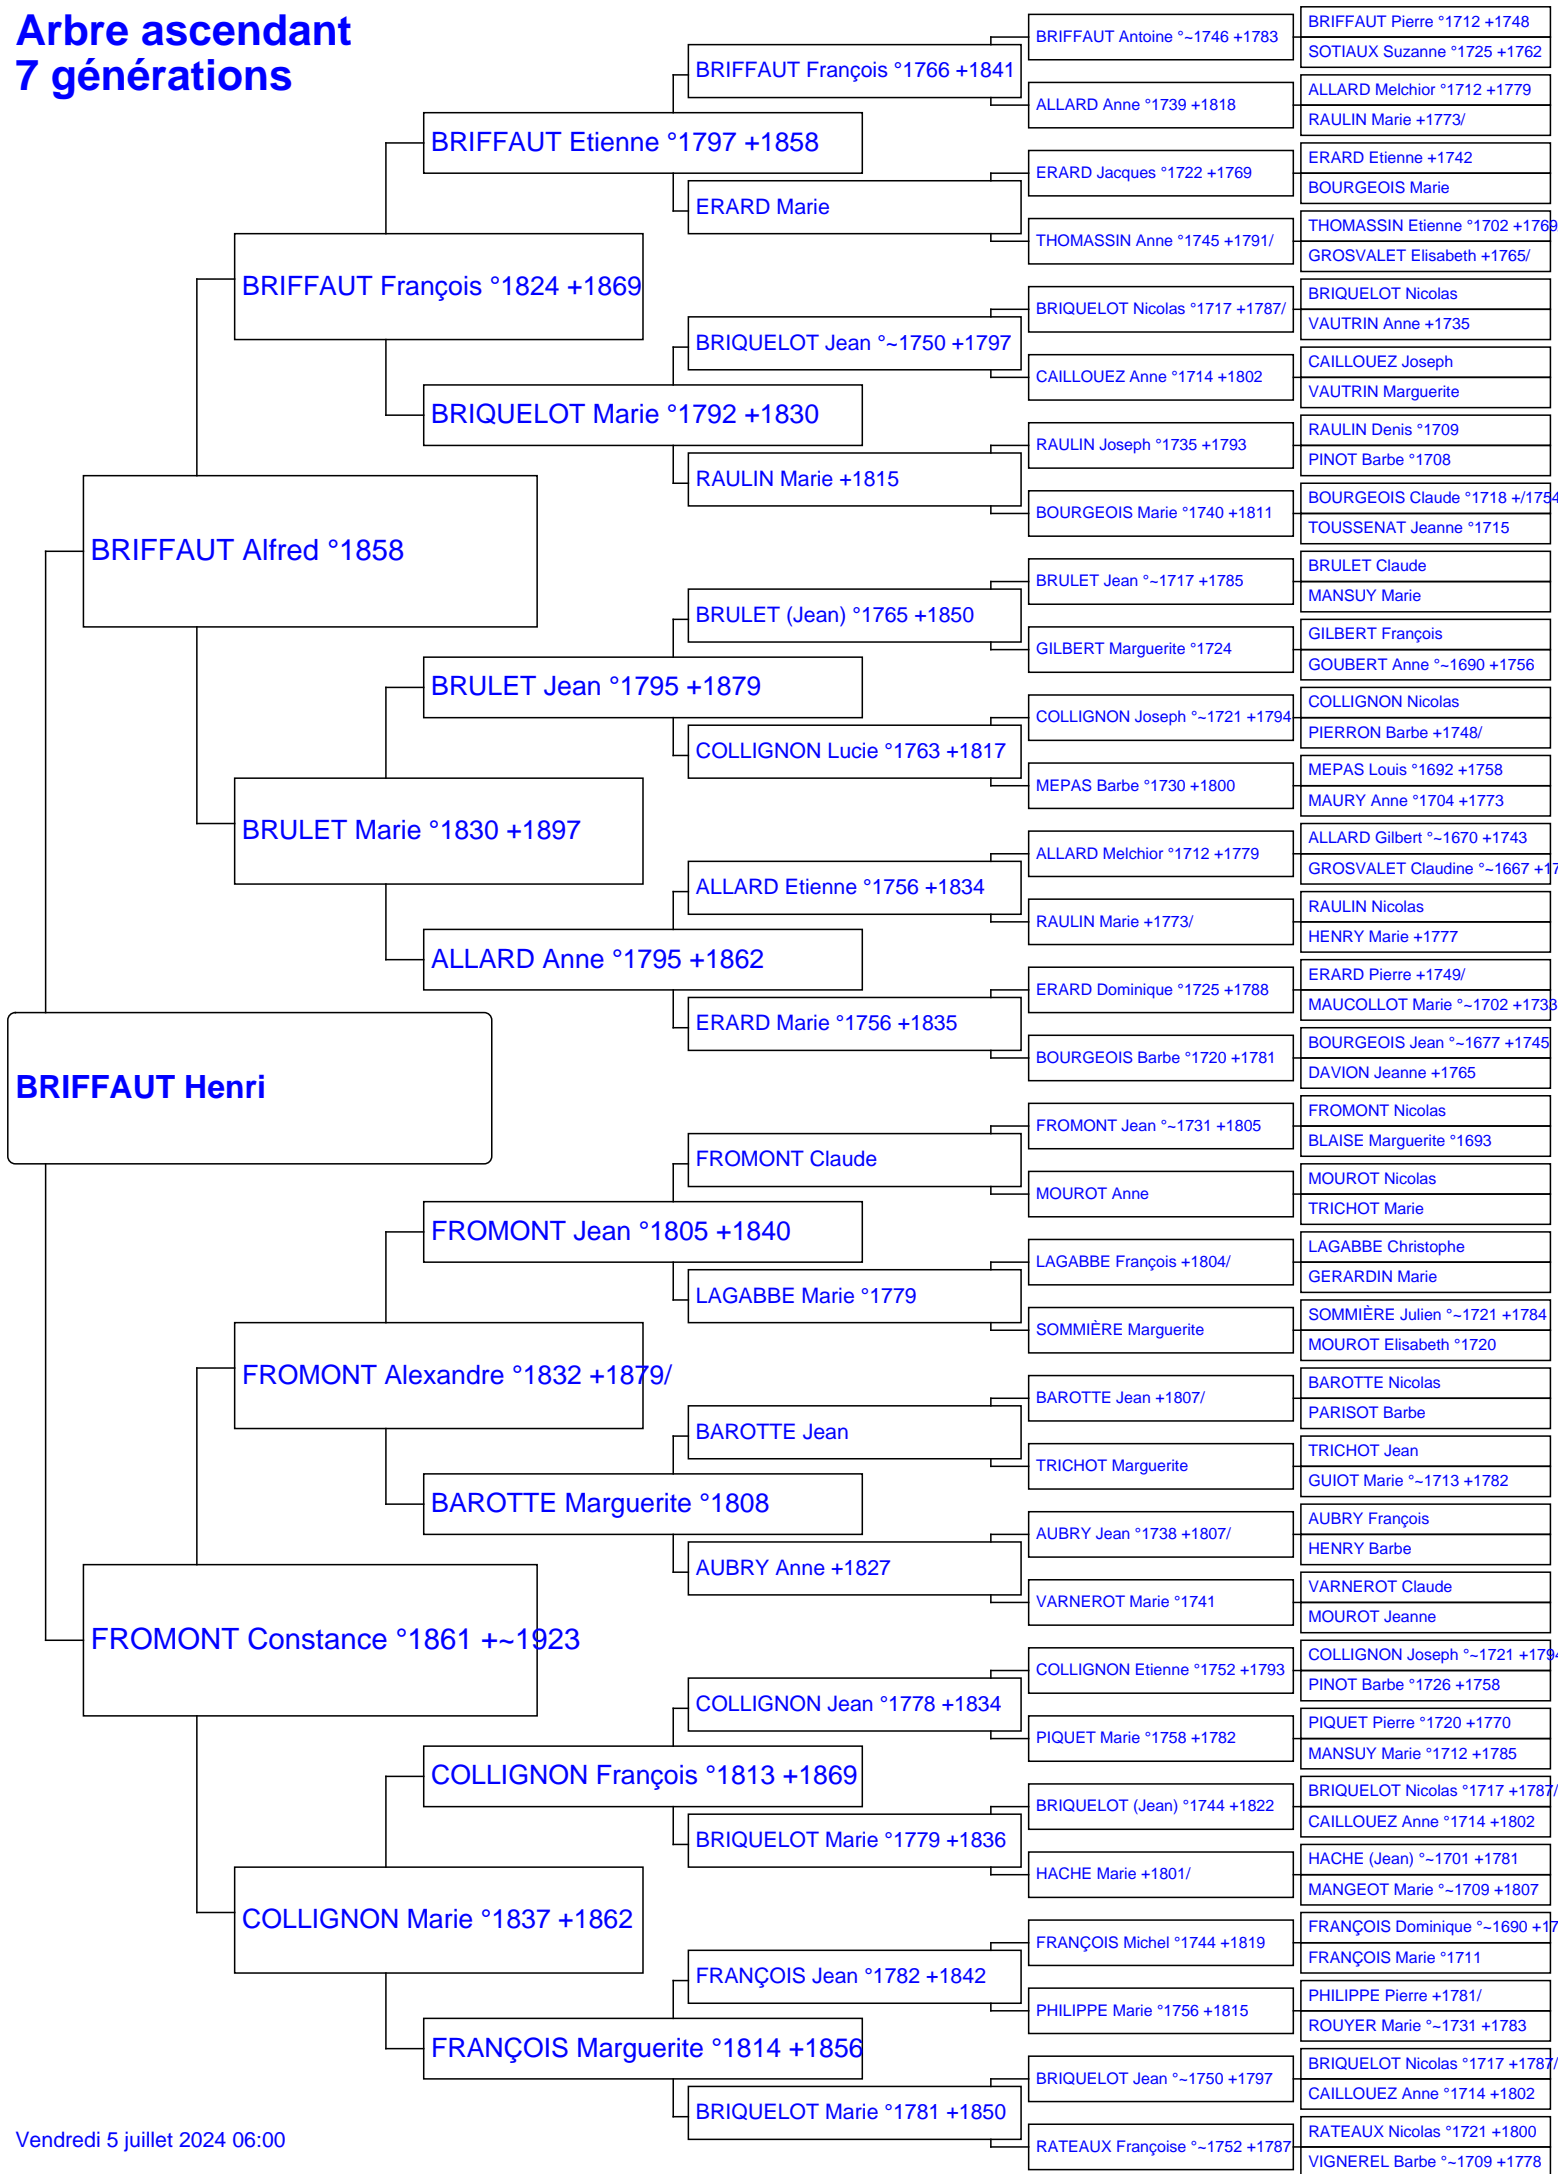 Arbre ascendant
7 générations
BRIFFAUT Henri
BRIFFAUT Alfred °1858
FROMONT Constance °1861 +~1923
BRIFFAUT François °1824 +1869
BRULET Marie °1830 +1897
FROMONT Alexandre °1832 +1879/
COLLIGNON Marie °1837 +1862
BRIFFAUT Etienne °1797 +1858
BRIQUELOT Marie °1792 +1830
BRULET Jean °1795 +1879
ALLARD Anne °1795 +1862
FROMONT Jean °1805 +1840
BAROTTE Marguerite °1808
COLLIGNON François °1813 +1869
FRANÇOIS Marguerite °1814 +1856
BRIFFAUT François °1766 +1841
ERARD Marie
BRIQUELOT Jean °~1750 +1797
RAULIN Marie +1815
BRULET (Jean) °1765 +1850
COLLIGNON Lucie °1763 +1817
ALLARD Etienne °1756 +1834
ERARD Marie °1756 +1835
FROMONT Claude
LAGABBE Marie °1779
BAROTTE Jean
AUBRY Anne +1827
COLLIGNON Jean °1778 +1834
BRIQUELOT Marie °1779 +1836
FRANÇOIS Jean °1782 +1842
BRIQUELOT Marie °1781 +1850
BRIFFAUT Antoine °~1746 +1783
ALLARD Anne °1739 +1818
ERARD Jacques °1722 +1769
THOMASSIN Anne °1745 +1791/
BRIQUELOT Nicolas °1717 +1787/
CAILLOUEZ Anne °1714 +1802
RAULIN Joseph °1735 +1793
BOURGEOIS Marie °1740 +1811
BRULET Jean °~1717 +1785
GILBERT Marguerite °1724
COLLIGNON Joseph °~1721 +1794
MEPAS Barbe °1730 +1800
ALLARD Melchior °1712 +1779
RAULIN Marie +1773/
ERARD Dominique °1725 +1788
BOURGEOIS Barbe °1720 +1781
FROMONT Jean °~1731 +1805
MOUROT Anne
LAGABBE François +1804/
SOMMIÈRE Marguerite
BAROTTE Jean +1807/
TRICHOT Marguerite
AUBRY Jean °1738 +1807/
VARNEROT Marie °1741
COLLIGNON Etienne °1752 +1793
PIQUET Marie °1758 +1782
BRIQUELOT (Jean) °1744 +1822
HACHE Marie +1801/
FRANÇOIS Michel °1744 +1819
PHILIPPE Marie °1756 +1815
BRIQUELOT Jean °~1750 +1797
RATEAUX Françoise °~1752 +1787
BRIFFAUT Pierre °1712 +1748
SOTIAUX Suzanne °1725 +1762
ALLARD Melchior °1712 +1779
RAULIN Marie +1773/
ERARD Etienne +1742
BOURGEOIS Marie
THOMASSIN Etienne °1702 +1769
GROSVALET Elisabeth +1765/
BRIQUELOT Nicolas
VAUTRIN Anne +1735
CAILLOUEZ Joseph
VAUTRIN Marguerite
RAULIN Denis °1709
PINOT Barbe °1708
BOURGEOIS Claude °1718 +/1754
TOUSSENAT Jeanne °1715
BRULET Claude
MANSUY Marie
GILBERT François
GOUBERT Anne °~1690 +1756
COLLIGNON Nicolas
PIERRON Barbe +1748/
MEPAS Louis °1692 +1758
MAURY Anne °1704 +1773
ALLARD Gilbert °~1670 +1743
GROSVALET Claudine °~1667 +17
RAULIN Nicolas
HENRY Marie +1777
ERARD Pierre +1749/
MAUCOLLOT Marie °~1702 +1733
BOURGEOIS Jean °~1677 +1745
DAVION Jeanne +1765
FROMONT Nicolas
BLAISE Marguerite °1693
MOUROT Nicolas
TRICHOT Marie
LAGABBE Christophe
GERARDIN Marie
SOMMIÈRE Julien °~1721 +1784
MOUROT Elisabeth °1720
BAROTTE Nicolas
PARISOT Barbe
TRICHOT Jean
GUIOT Marie °~1713 +1782
AUBRY François
HENRY Barbe
VARNEROT Claude
MOUROT Jeanne
COLLIGNON Joseph °~1721 +1794
PINOT Barbe °1726 +1758
PIQUET Pierre °1720 +1770
MANSUY Marie °1712 +1785
BRIQUELOT Nicolas °1717 +1787/
CAILLOUEZ Anne °1714 +1802
HACHE (Jean) °~1701 +1781
MANGEOT Marie °~1709 +1807
FRANÇOIS Dominique °~1690 +17
FRANÇOIS Marie °1711
PHILIPPE Pierre +1781/
ROUYER Marie °~1731 +1783
BRIQUELOT Nicolas °1717 +1787/
CAILLOUEZ Anne °1714 +1802
RATEAUX Nicolas °1721 +1800
VIGNEREL Barbe °~1709 +1778
Vendredi 5 juillet 2024 06:00